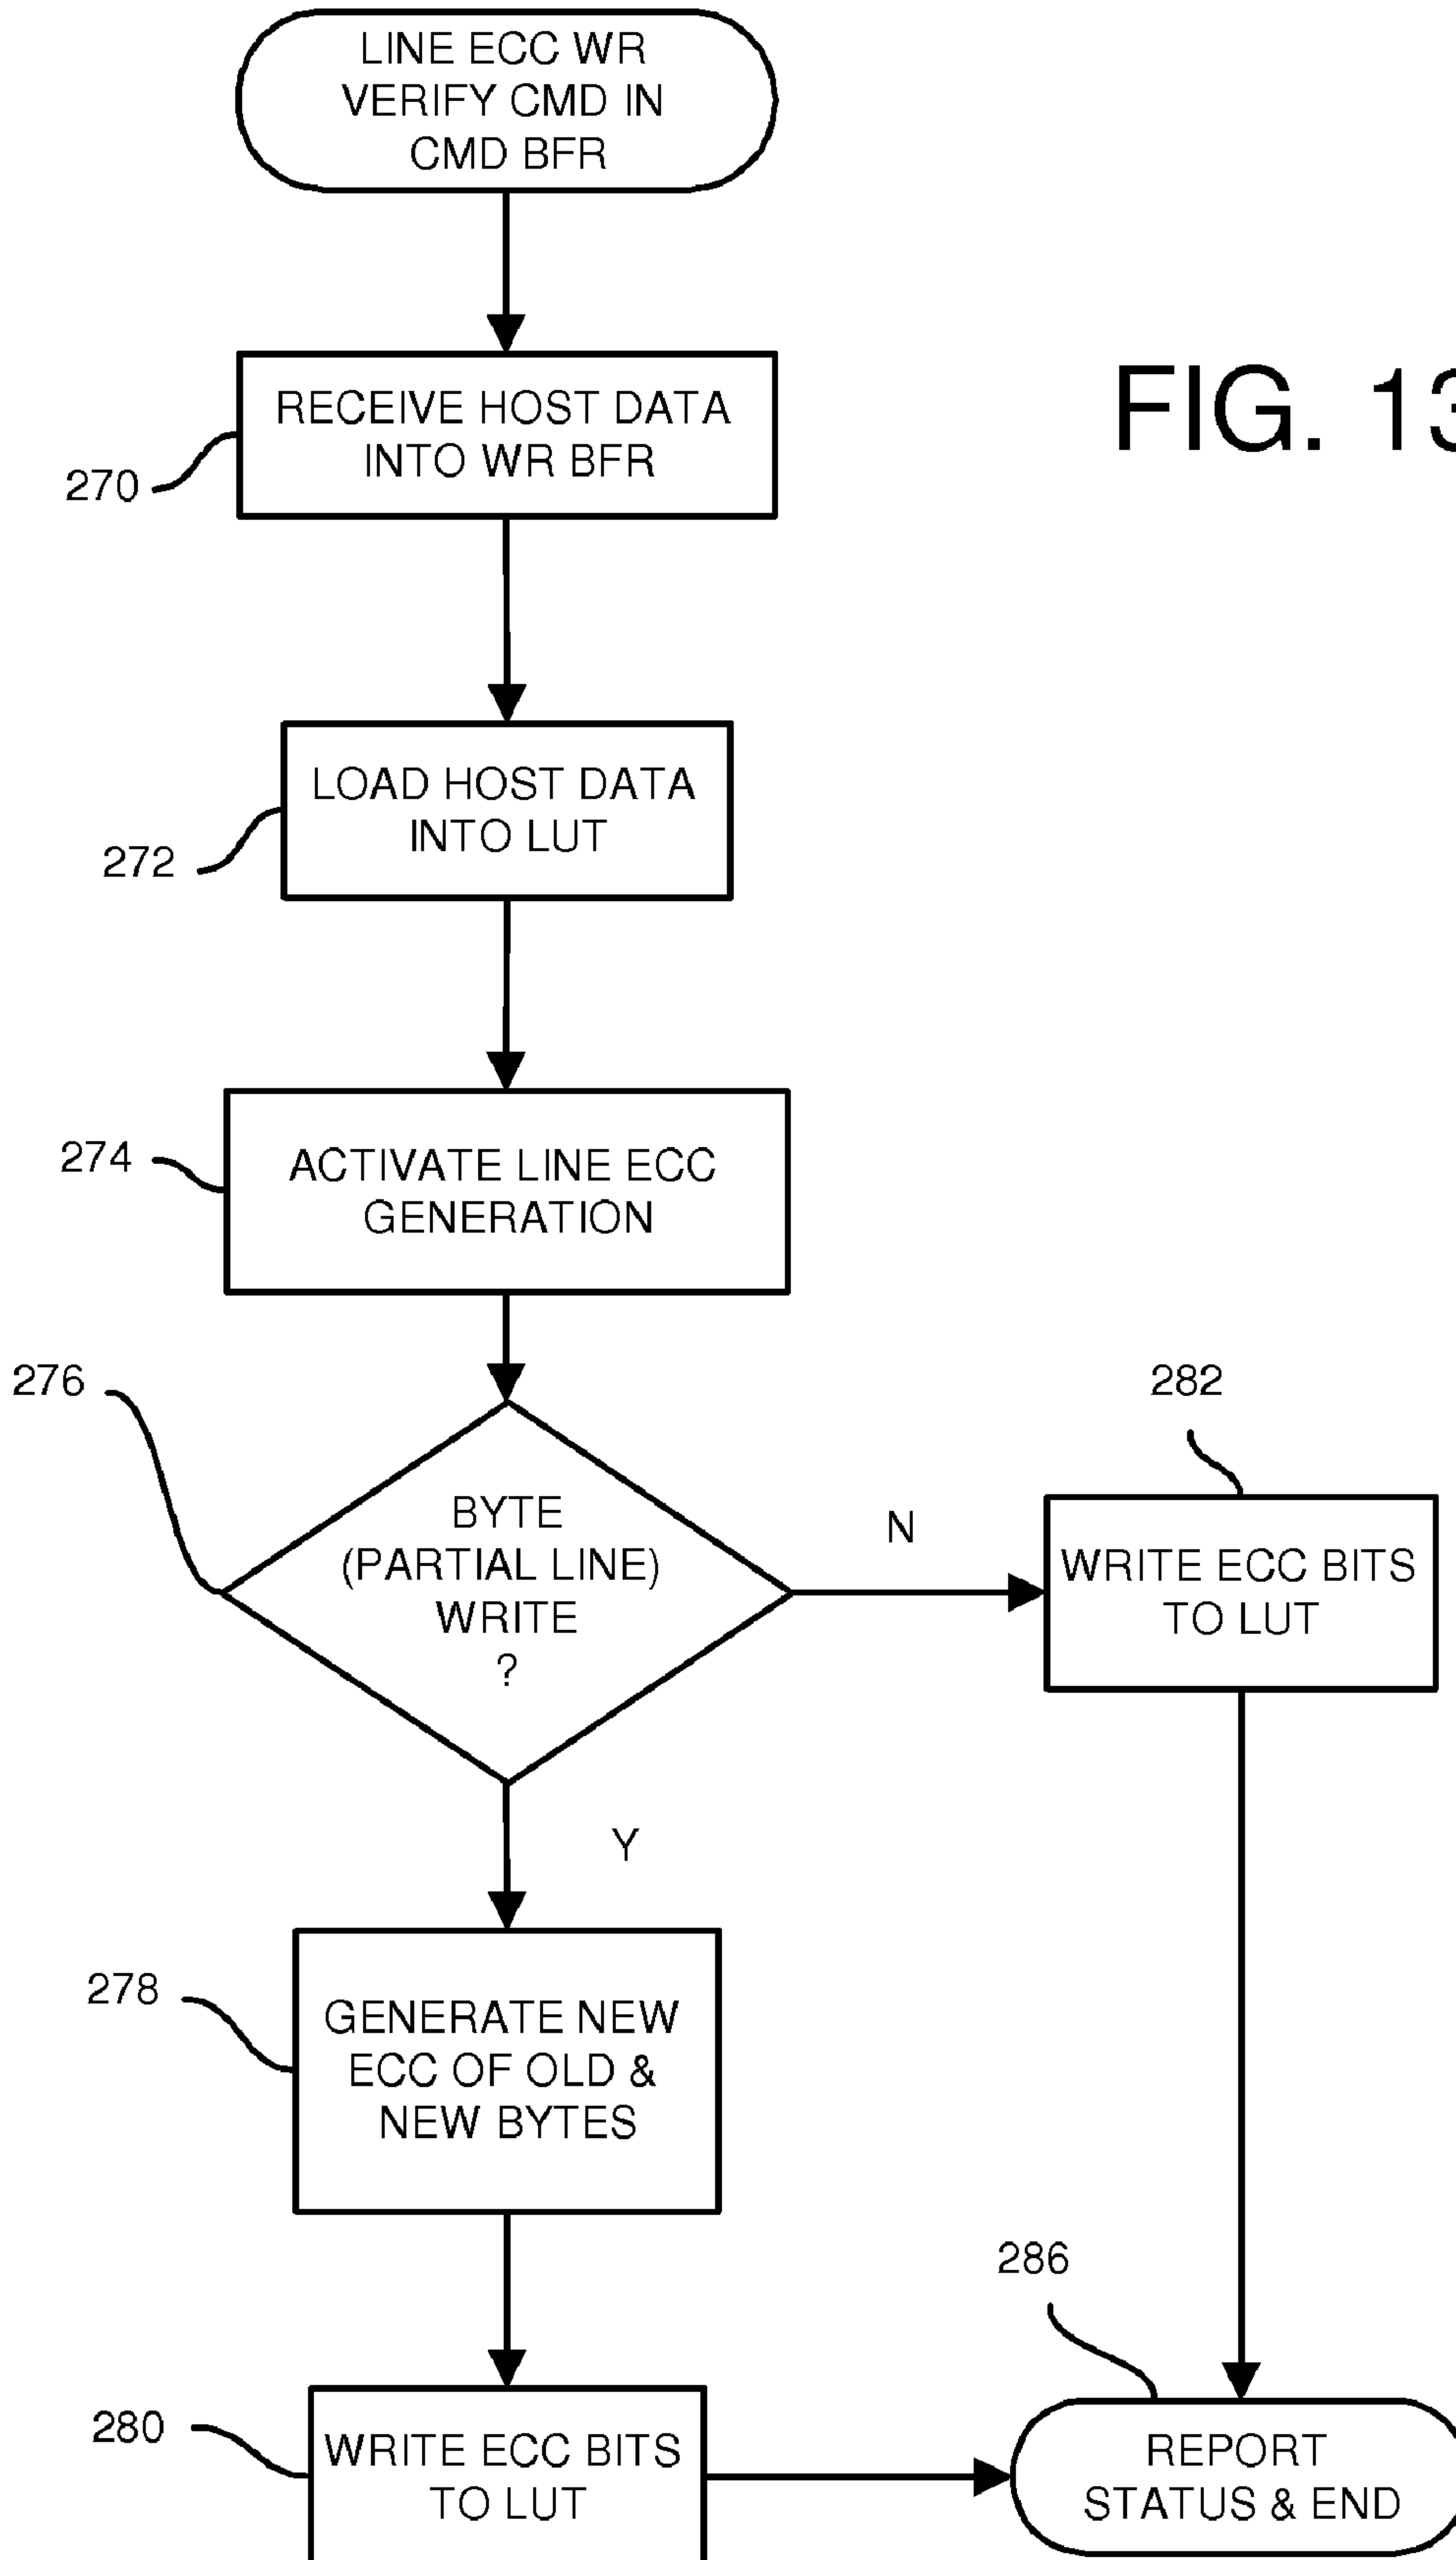 LINE ECC WR
VERIFY CMD IN
CMD BFR
FIG. 13
RECEIVE HOST DATA
INTO WR BFR
270
LOAD HOST DATA
INTO LUT
272
274
ACTIVATE LINE ECC
GENERATION
276
282
BYTE
(PARTIAL LINE)
WRITE
?
N
WRITE ECC BITS
TO LUT
Y
278
GENERATE NEW
ECC OF OLD &
NEW BYTES
286
280
WRITE ECC BITS
TO LUT
REPORT
STATUS & END